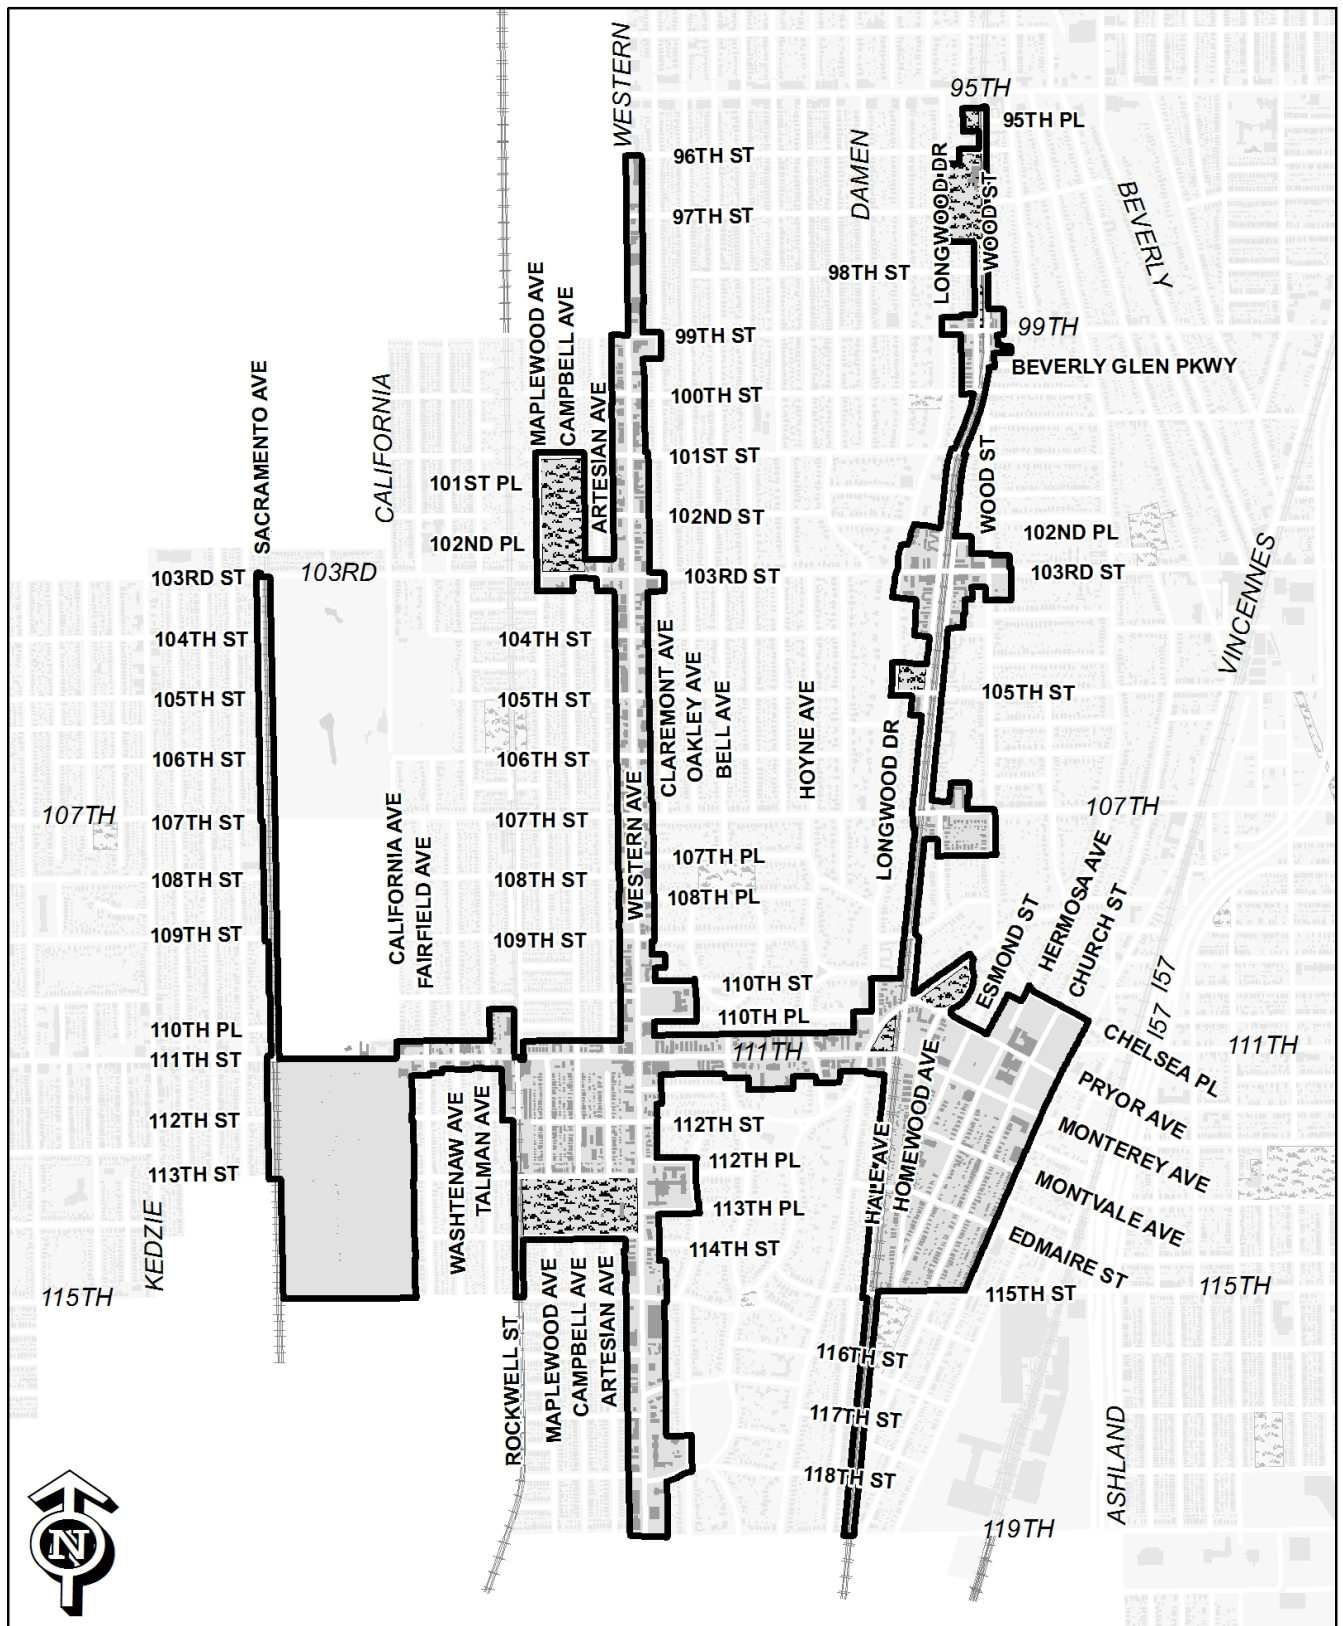 WESTERN
95TH
95TH PL
96TH ST
DAMEN
LONGWOOD DR
WOOD ST
BEVERLY
97TH ST
98TH ST
MAPLEWOOD AVE
CAMPBELL AVE
99TH ST
99TH
BEVERLY GLEN PKWY
SACRAMENTO AVE
CALIFORNIA
ARTESIAN AVE
100TH ST
101ST ST
WOOD ST
101ST PL
102ND ST
102ND PL
102ND PL
VINCENNES
103RD ST
103RD
103RD ST
103RD ST
104TH ST
104TH ST
CLAREMONT AVE
OAKLEY AVE
BELL AVE
HOYNE AVE
105TH ST
105TH ST
105TH ST
LONGWOOD DR
106TH ST
106TH ST
WESTERN AVE
107TH
107TH ST
CALIFORNIA AVE
FAIRFIELD AVE
107TH ST
107TH
107TH PL
108TH ST
108TH ST
108TH PL
HERMOSA AVE
CHURCH ST
ESMOND ST
109TH ST
109TH ST
110TH ST
I57
I57
110TH PL
110TH PL
111TH ST
111TH
111TH
CHELSEA PL
PRYOR AVE
HOMEWOOD AVE
HALE AVE
WASHTENAW AVE
TALMAN AVE
112TH ST
112TH ST
MONTEREY AVE
112TH PL
113TH ST
MONTVALE AVE
113TH PL
KEDZIE
114TH ST
EDMAIRE ST
115TH
115TH ST
115TH
ROCKWELL ST
MAPLEWOOD AVE
CAMPBELL AVE
ARTESIAN AVE
116TH ST
117TH ST
ASHLAND
118TH ST
119TH
N